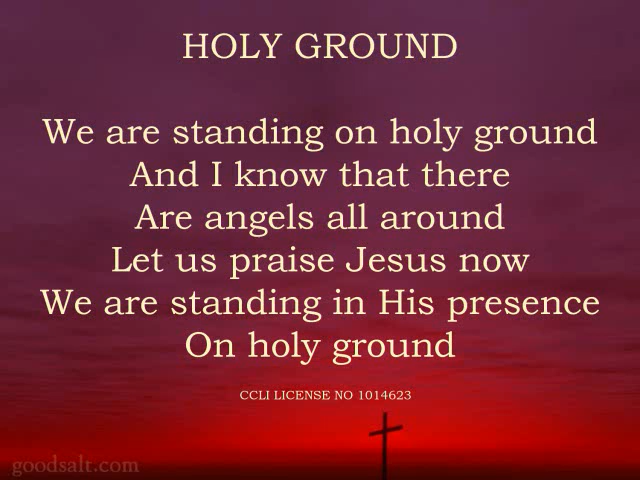 HOLY GROUND
We are standing on holy ground
And I know that there
Are angels all around
Let us praise Jesus now
We are standing in His presence
On holy ground
CCLI LICENSE NO 1014623
goodsalt.com